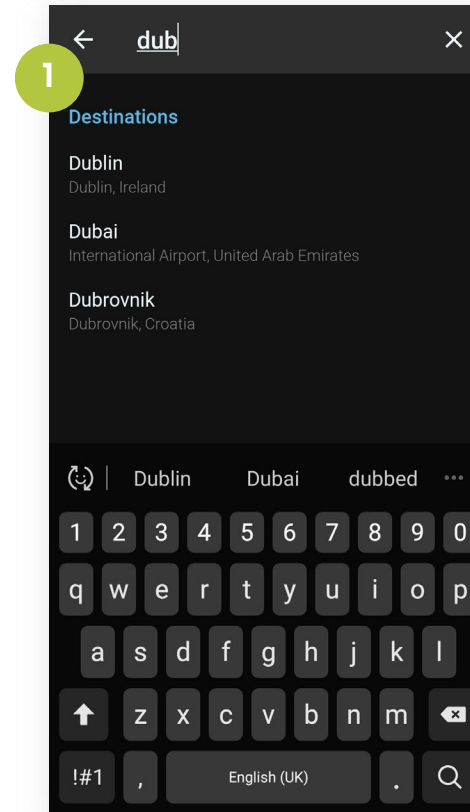 1
dub
Destinations
Dublin
Dublin, Ireland
Dubai
International Airport, United Arab Emirates
Dubrovnik
Dubrovnik, Croatia
Dublin Dubai dubbed
1 2 3 4 5 6 7 8 9 0
q w e r t y u i o p
a s d f g h j k l
z x c v b n m
!#1 , English (UK) .